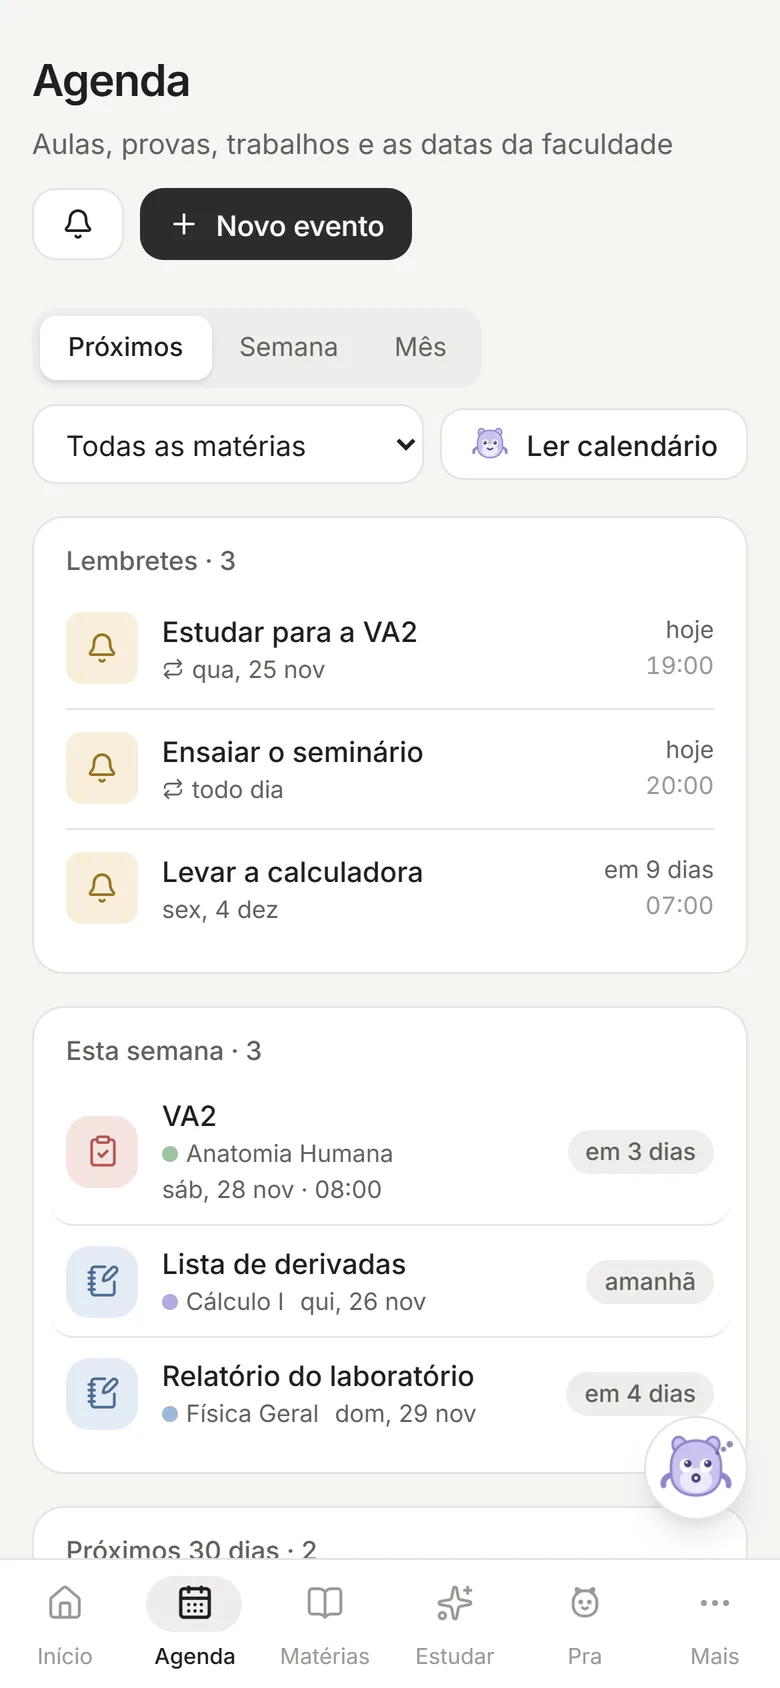 Agenda
Aulas, provas, trabalhos e as datas da faculdade
Novo evento
Próximos
Semana
Mês
Todas as matérias
Ler calendário
Lembretes · 3
Estudar para a VA2
hoje
qua, 25 nov
19:00
Ensaiar o seminário
hoje
todo dia
20:00
Levar a calculadora
em 9 dias
sex, 4 dez
07:00
Esta semana · 3
VA2
Anatomia Humana
em 3 dias
sáb, 28 nov · 08:00
Lista de derivadas
Cálculo I qui, 26 nov
amanhã
Relatório do laboratório
Física Geral dom, 29 nov
em 4 dias
Próximos 30 dias · 2
Início
Agenda
Matérias
Estudar
Pra
Mais